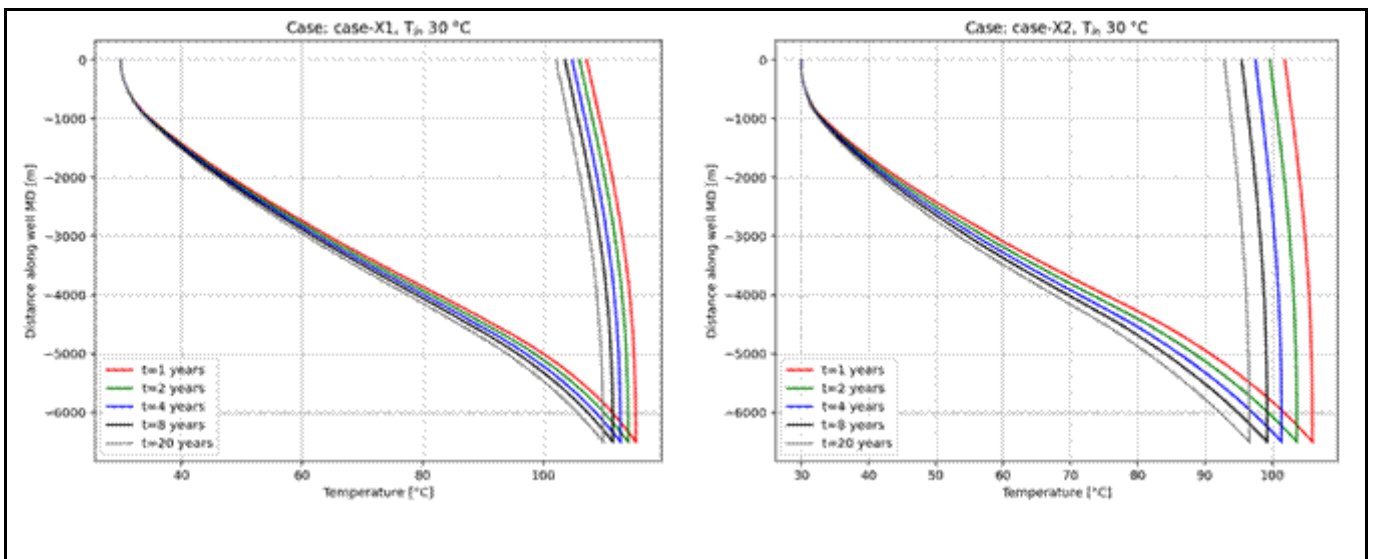 Case: case-X1, Tin 30 °C
Distance along well MD [m]
0
−1000
−2000
−3000
−4000
−5000
−6000
t=1 years
t=2 years
t=4 years
t=8 years
t=20 years
40 60 80 100
Temperature [°C]
Case: case-X2, Tin 30 °C
Distance along well MD [m]
0
−1000
−2000
−3000
−4000
−5000
−6000
t=1 years
t=2 years
t=4 years
t=8 years
t=20 years
30 40 50 60 70 80 90 100
Temperature [°C]